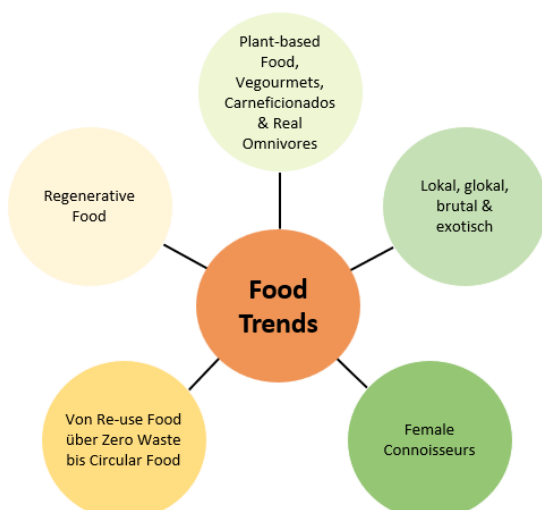 Plant-based
Food,
Vegourmets,
Carneficionados
& Real
Omnivores
Regenerative
Food
Lokal, glokal,
brutal &
exotisch
Food
Trends
Von Re-use Food
über Zero Waste
bis Circular Food
Female
Connoisseurs